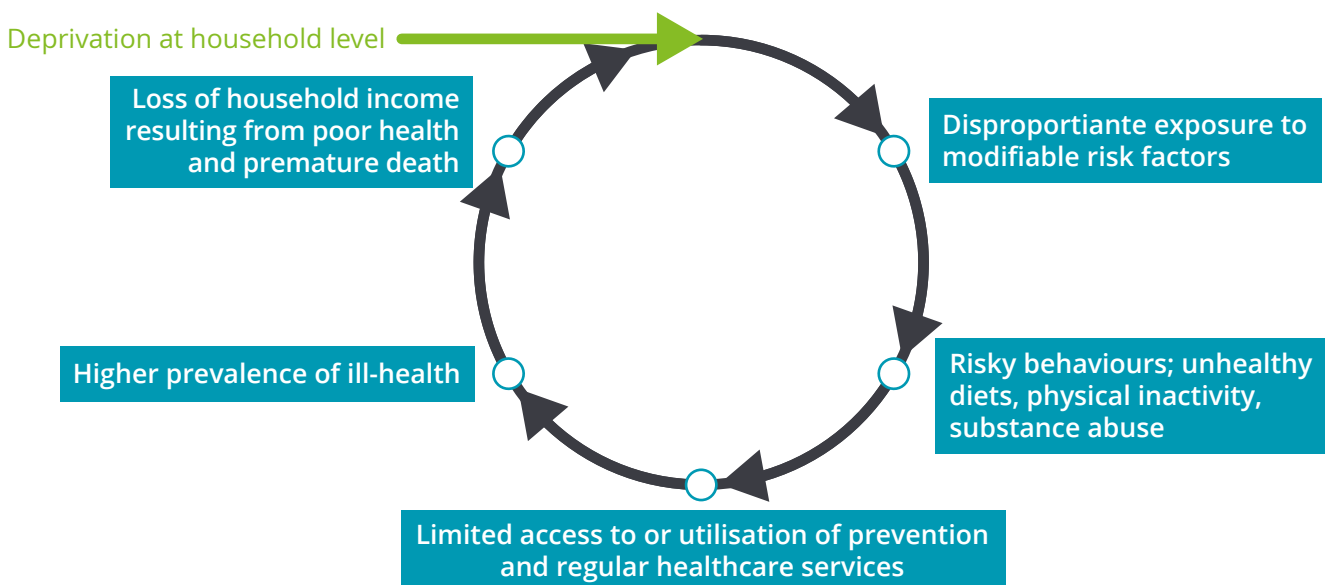 Deprivation at household level
Loss of household income
resulting from poor health
and premature death
Disproportiante exposure to
modifiable risk factors
Higher prevalence of ill-health
Risky behaviours; unhealthy
diets, physical inactivity,
substance abuse
Limited access to or utilisation of prevention
and regular healthcare services